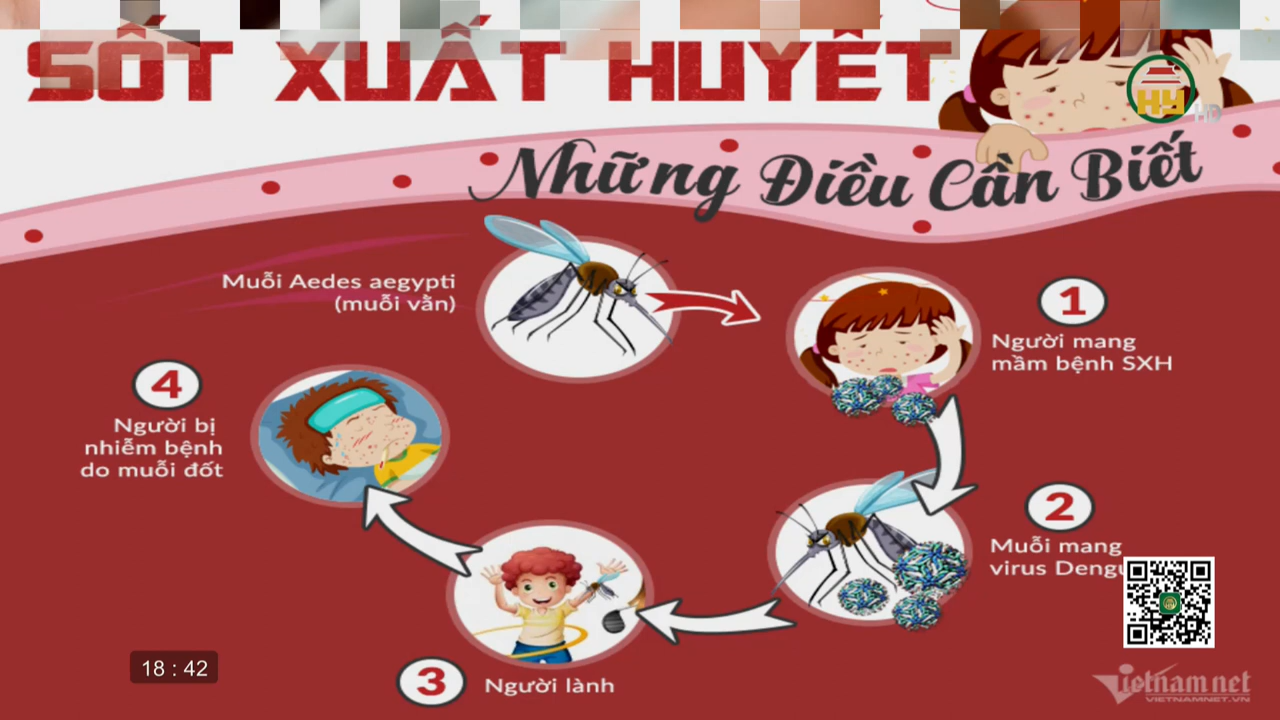 SỐT XUẤT HUYẾT
HY HD
Những Điều Cần Biết
Muỗi Aedes aegypti
(muỗi vằn)
1
Người mang
mầm bệnh SXH
4
Người bị
nhiễm bệnh
do muỗi đốt
2
Muỗi mang
virus Dengu
18 : 42
3
Người lành
Vietnamnet
VIETNAMNET.VN